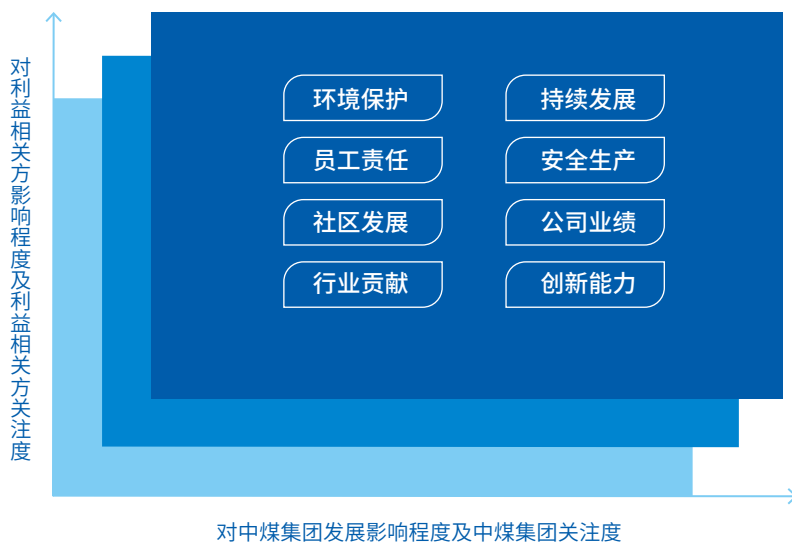 对利益相关方影响程度及利益相关方关注度
环境保护
持续发展
员工责任
安全生产
社区发展
公司业绩
行业贡献
创新能力
对中煤集团发展影响程度及中煤集团关注度